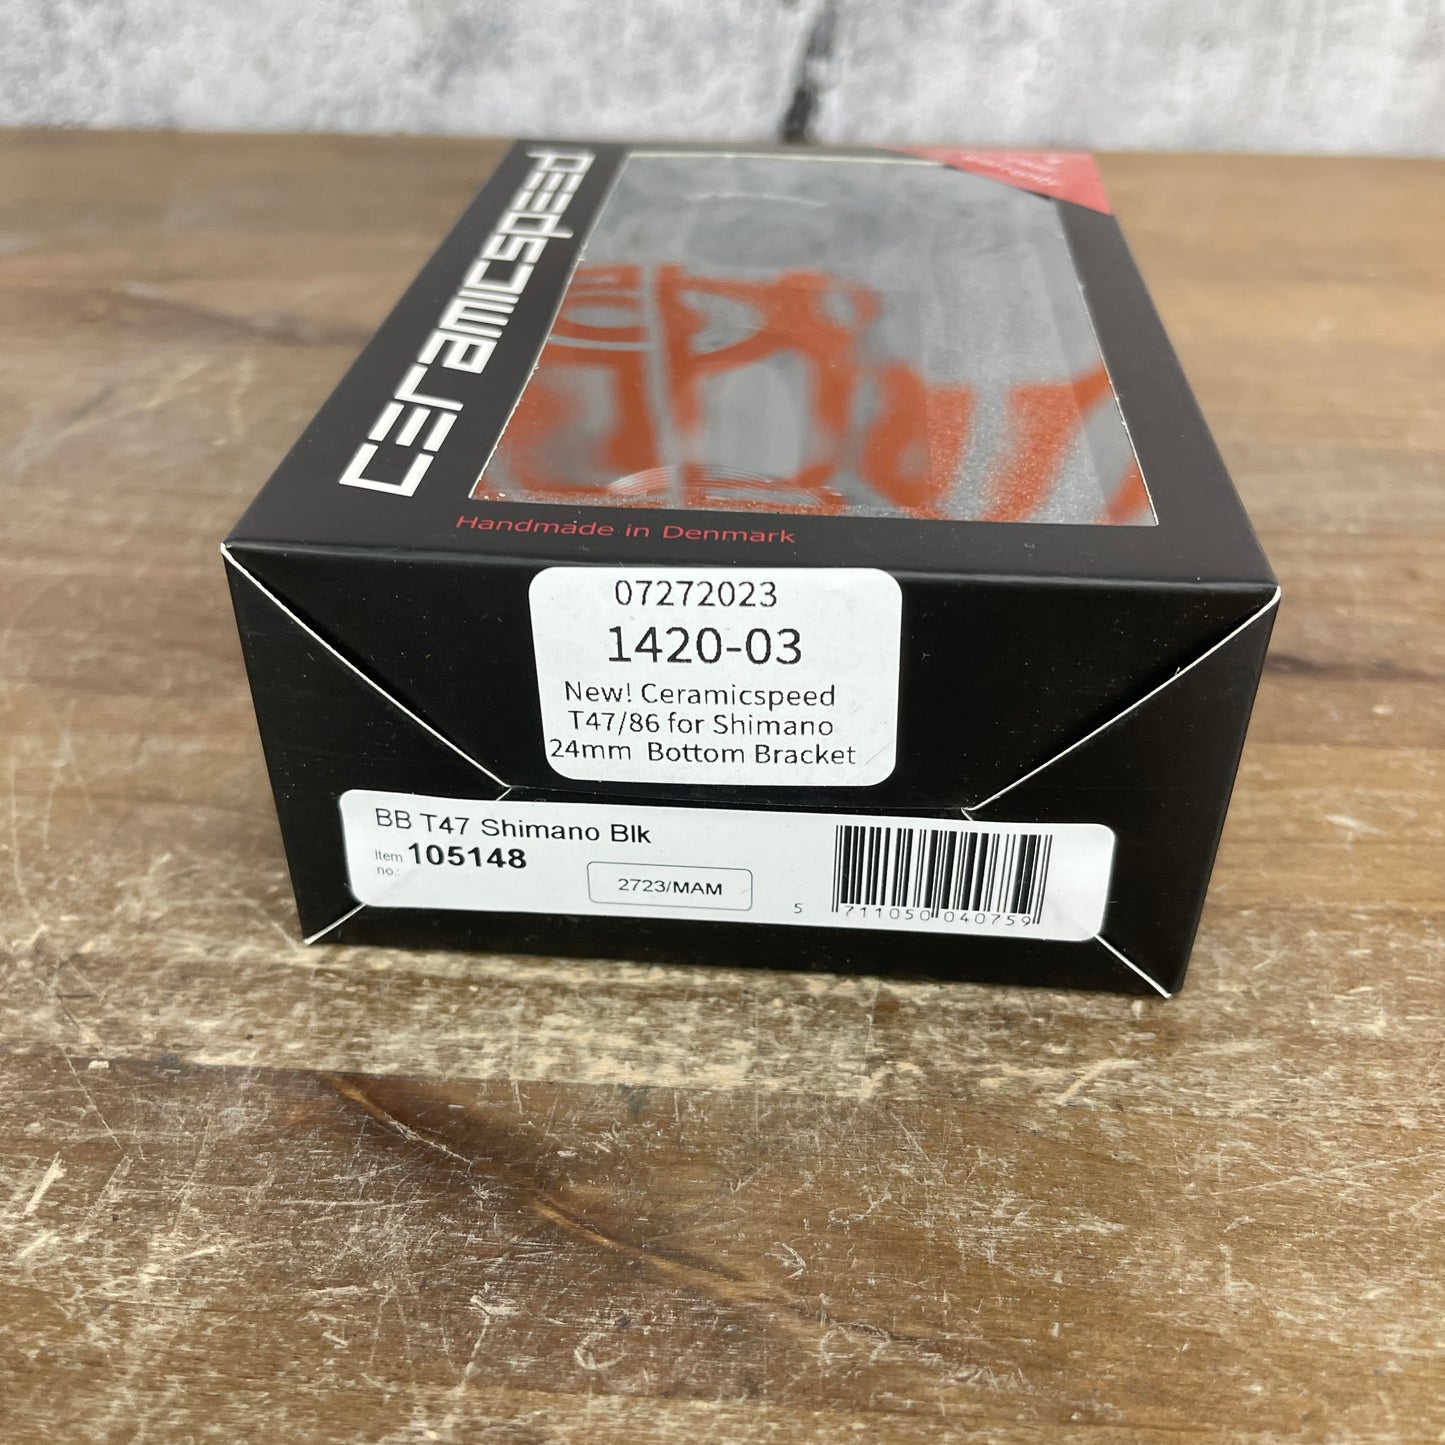 ceramicspeed
warranty
Handmade in Denmark
07272023
1420-03
New! Ceramicspeed
T47/86 for Shimano
24mm Bottom Bracket
BB T47 Shimano Blk
Item no.: 105148
2723/MAM
5 711050 040759